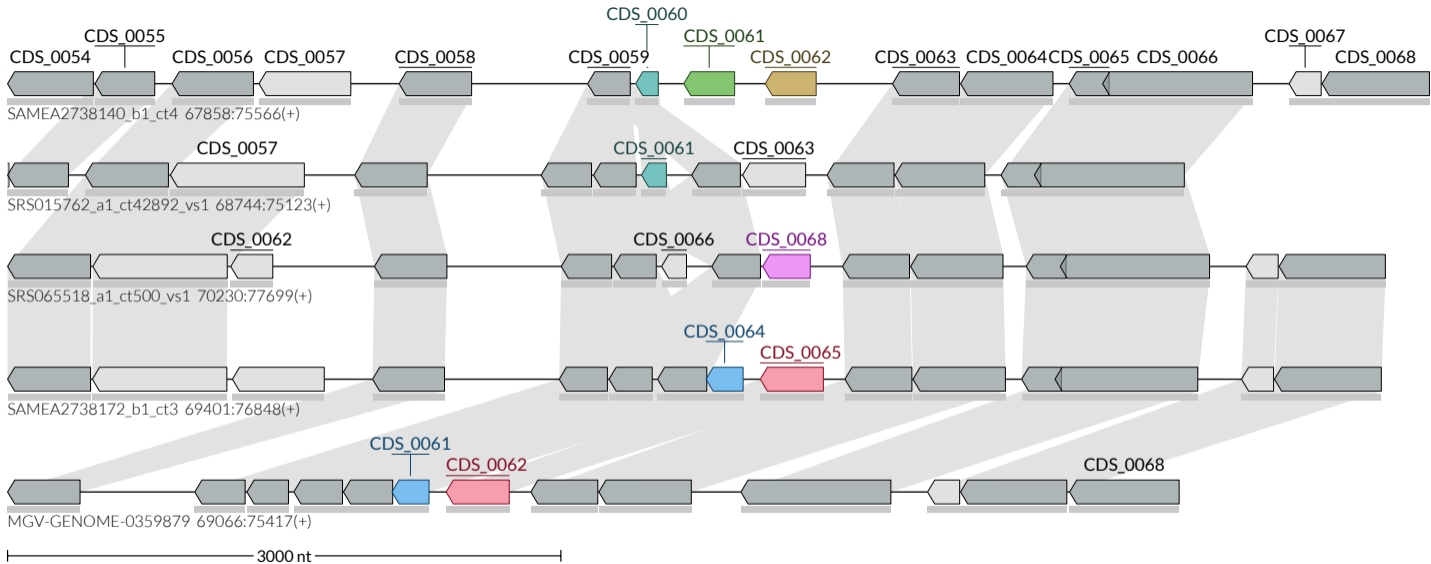 CDS_0060
CDS_0054 CDS_0055 CDS_0056 CDS_0057 CDS_0058 CDS_0059 CDS_0061 CDS_0062 CDS_0063 CDS_0064 CDS_0065 CDS_0066 CDS_0067 CDS_0068
SAMEA2738140_b1_ct4 67858:75566(+)
CDS_0057 CDS_0061 CDS_0063
SRS015762_a1_ct42892_vs1 68744:75123(+)
CDS_0062 CDS_0066 CDS_0068
SRS065518_a1_ct500_vs1 70230:77699(+)
CDS_0064
CDS_0065
SAMEA2738172_b1_ct3 69401:76848(+)
CDS_0061
CDS_0062 CDS_0068
MGV-GENOME-0359879 69066:75417(+)
3000 nt